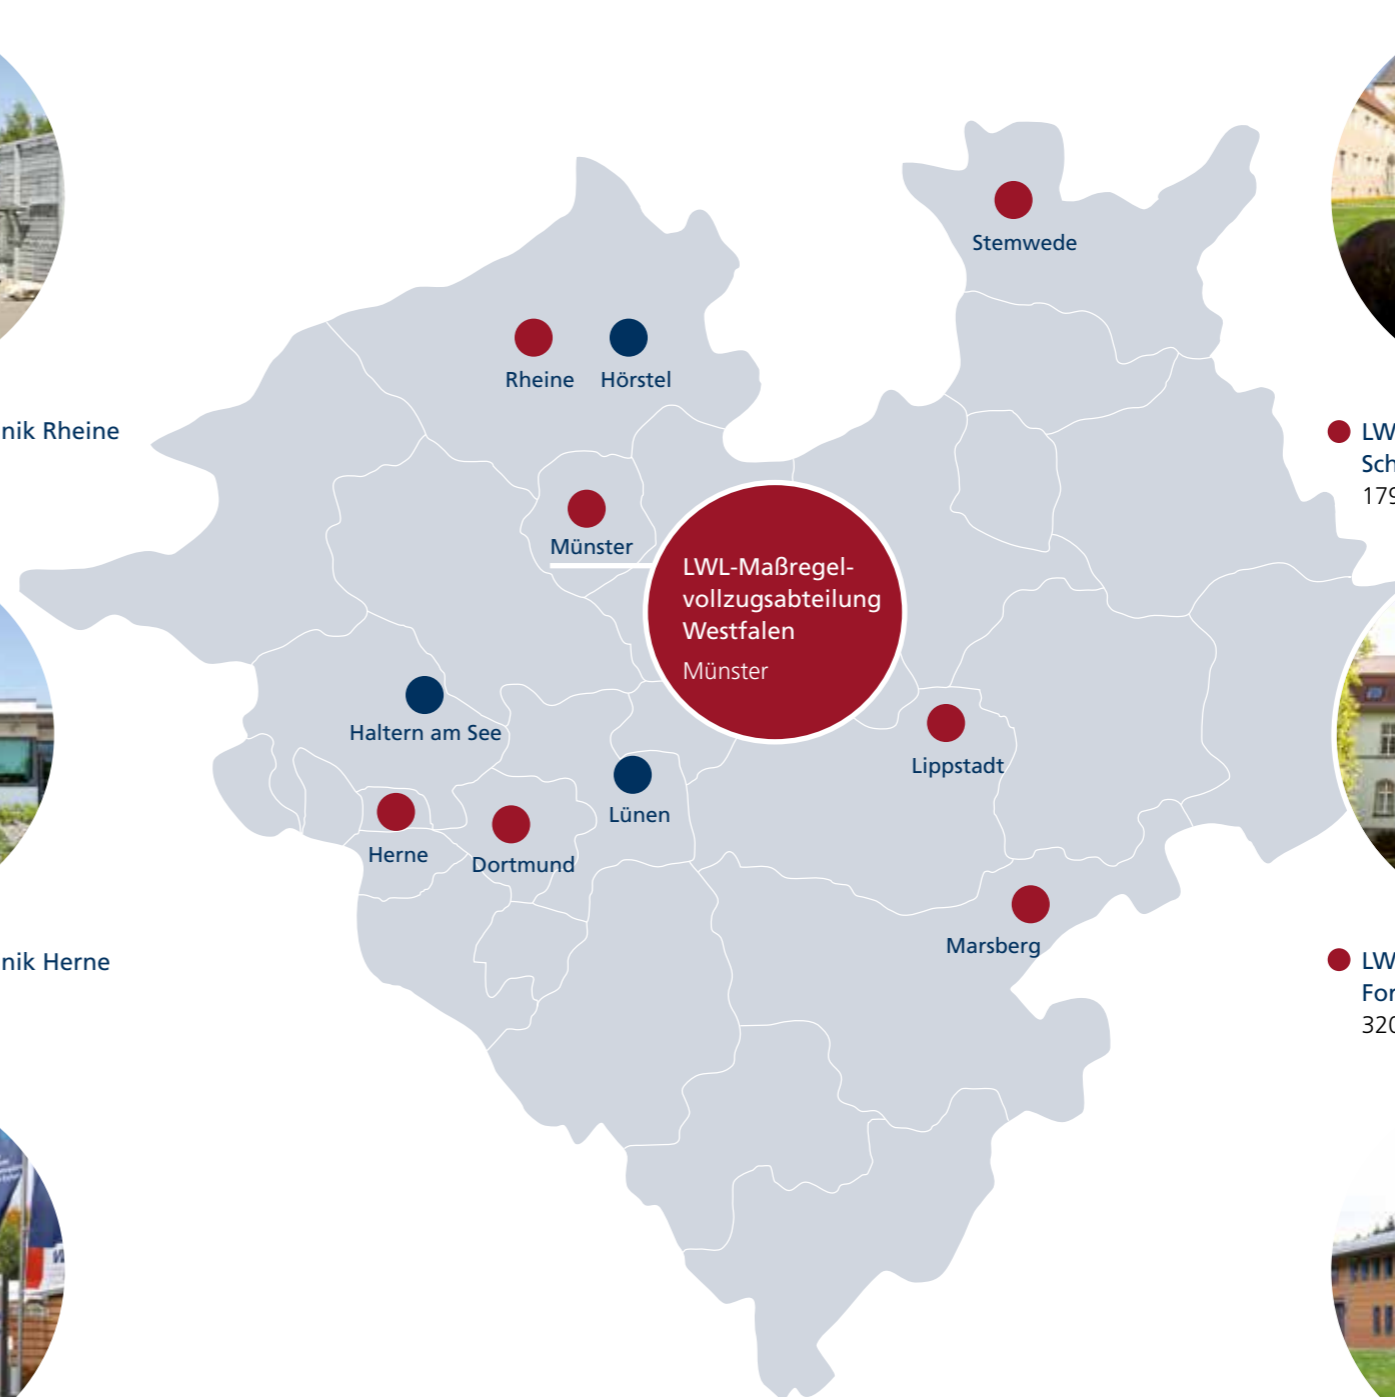 Stemwede
Rheine
Hörstel
nik Rheine
LW
Sch
179
Münster
LWL-Maßregel-
vollzugsabteilung
Westfalen
Münster
Haltern am See
Lippstadt
Lünen
Herne
Dortmund
Marsberg
nik Herne
LW
For
320